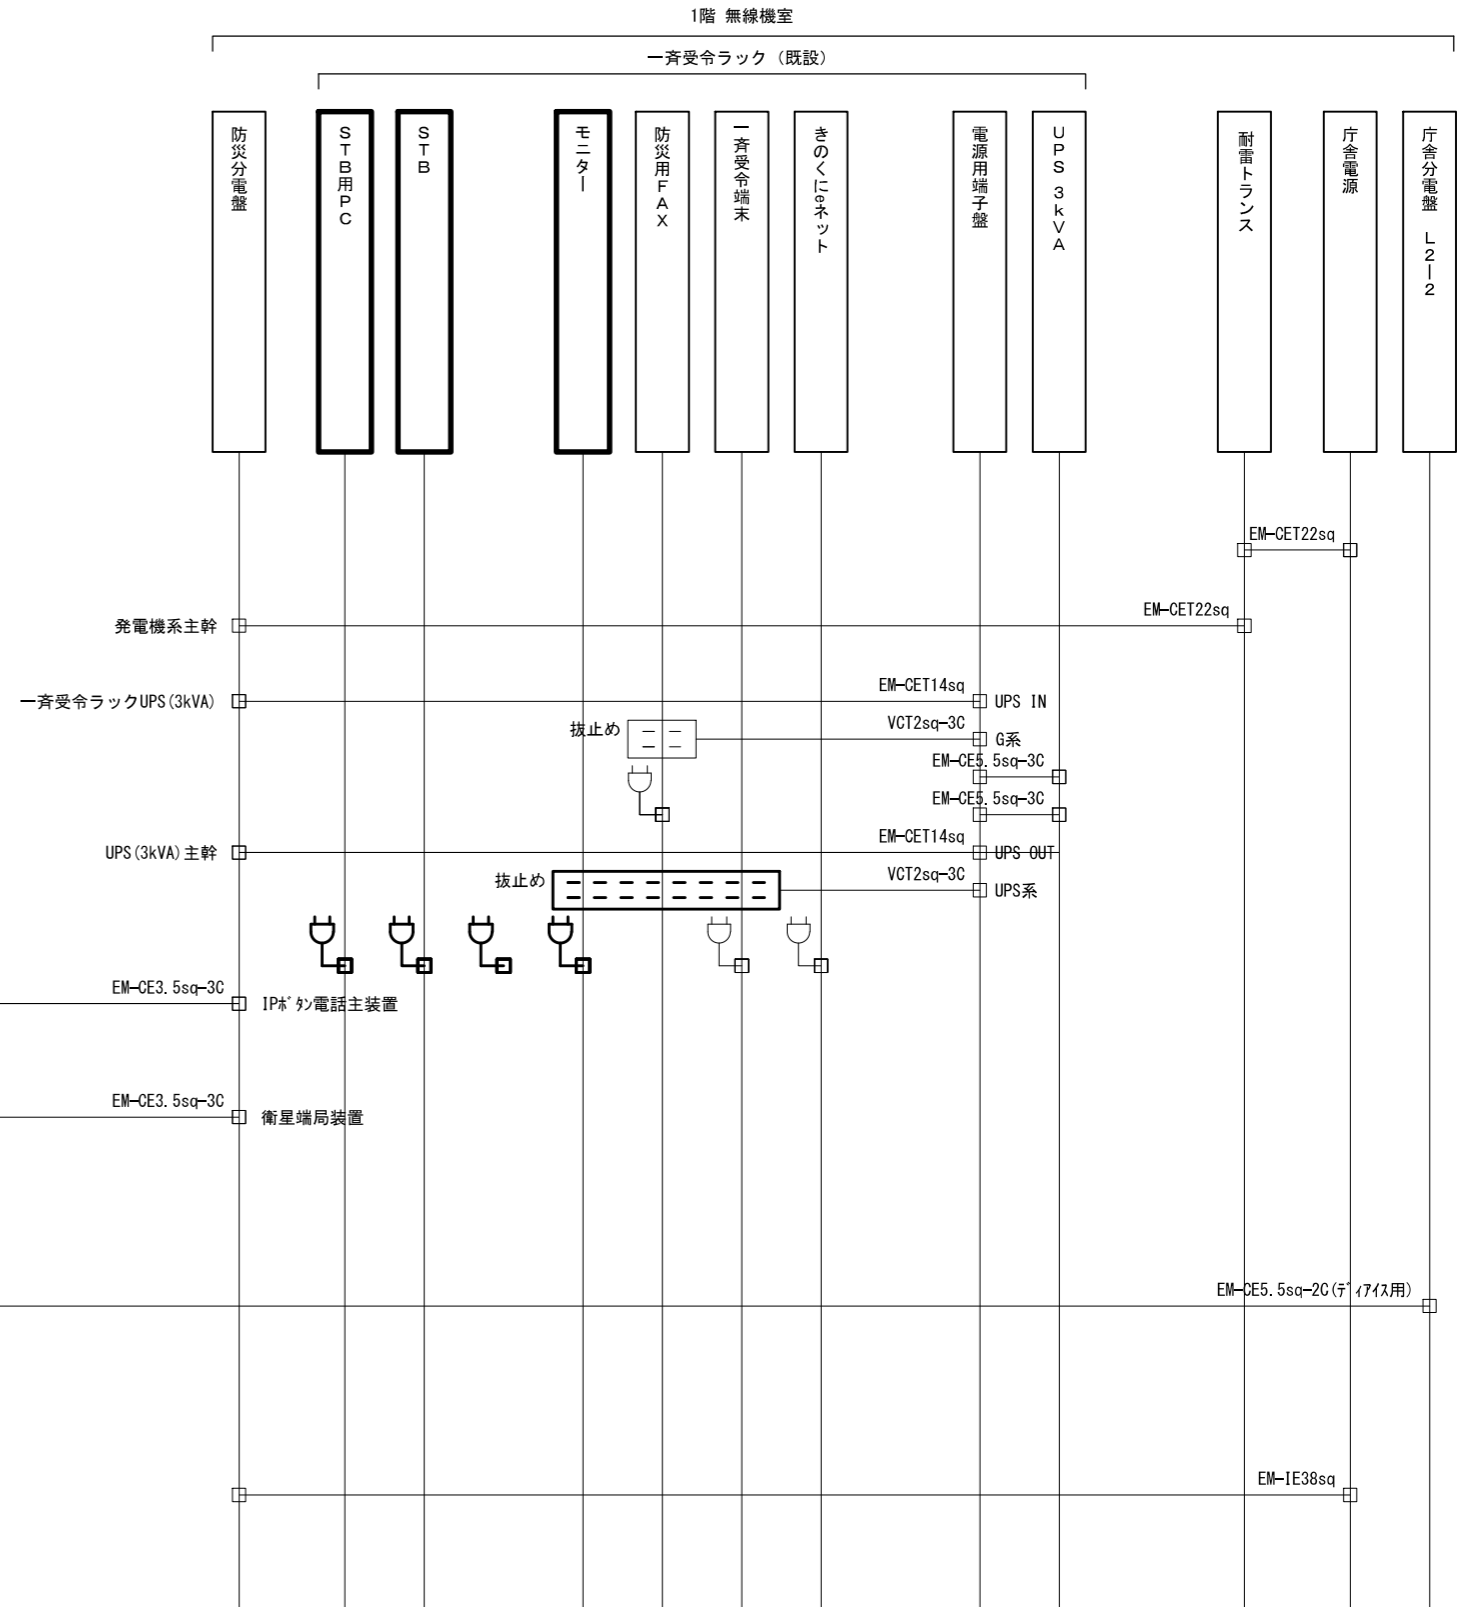 1階 無線機室
一斉受令ラック（既設）
防災分電盤
STB用PC
STB
モニター
防災用FAX
一斉受令端末
きのくにeネット
電源用端子盤
UPS 3kVA
耐雷トランス
庁舎電源
庁舎分電盤 L2-2
EM-CET22sq
EM-CET22sq
発電機系主幹
EM-CET14sq
一斉受令ラックUPS(3kVA)
UPS IN
抜止め
VCT2sq-3C
G系
EM-CE5.5sq-3C
EM-CE5.5sq-3C
EM-CET14sq
UPS(3kVA)主幹
UPS OUT
抜止め
VCT2sq-3C
UPS系
EM-CE3.5sq-3C
IPﾎﾞﾀﾝ電話主装置
EM-CE3.5sq-3C
衛星端局装置
EM-CE5.5sq-2C(ﾃﾞｨｱｲｽ用)
EM-IE38sq